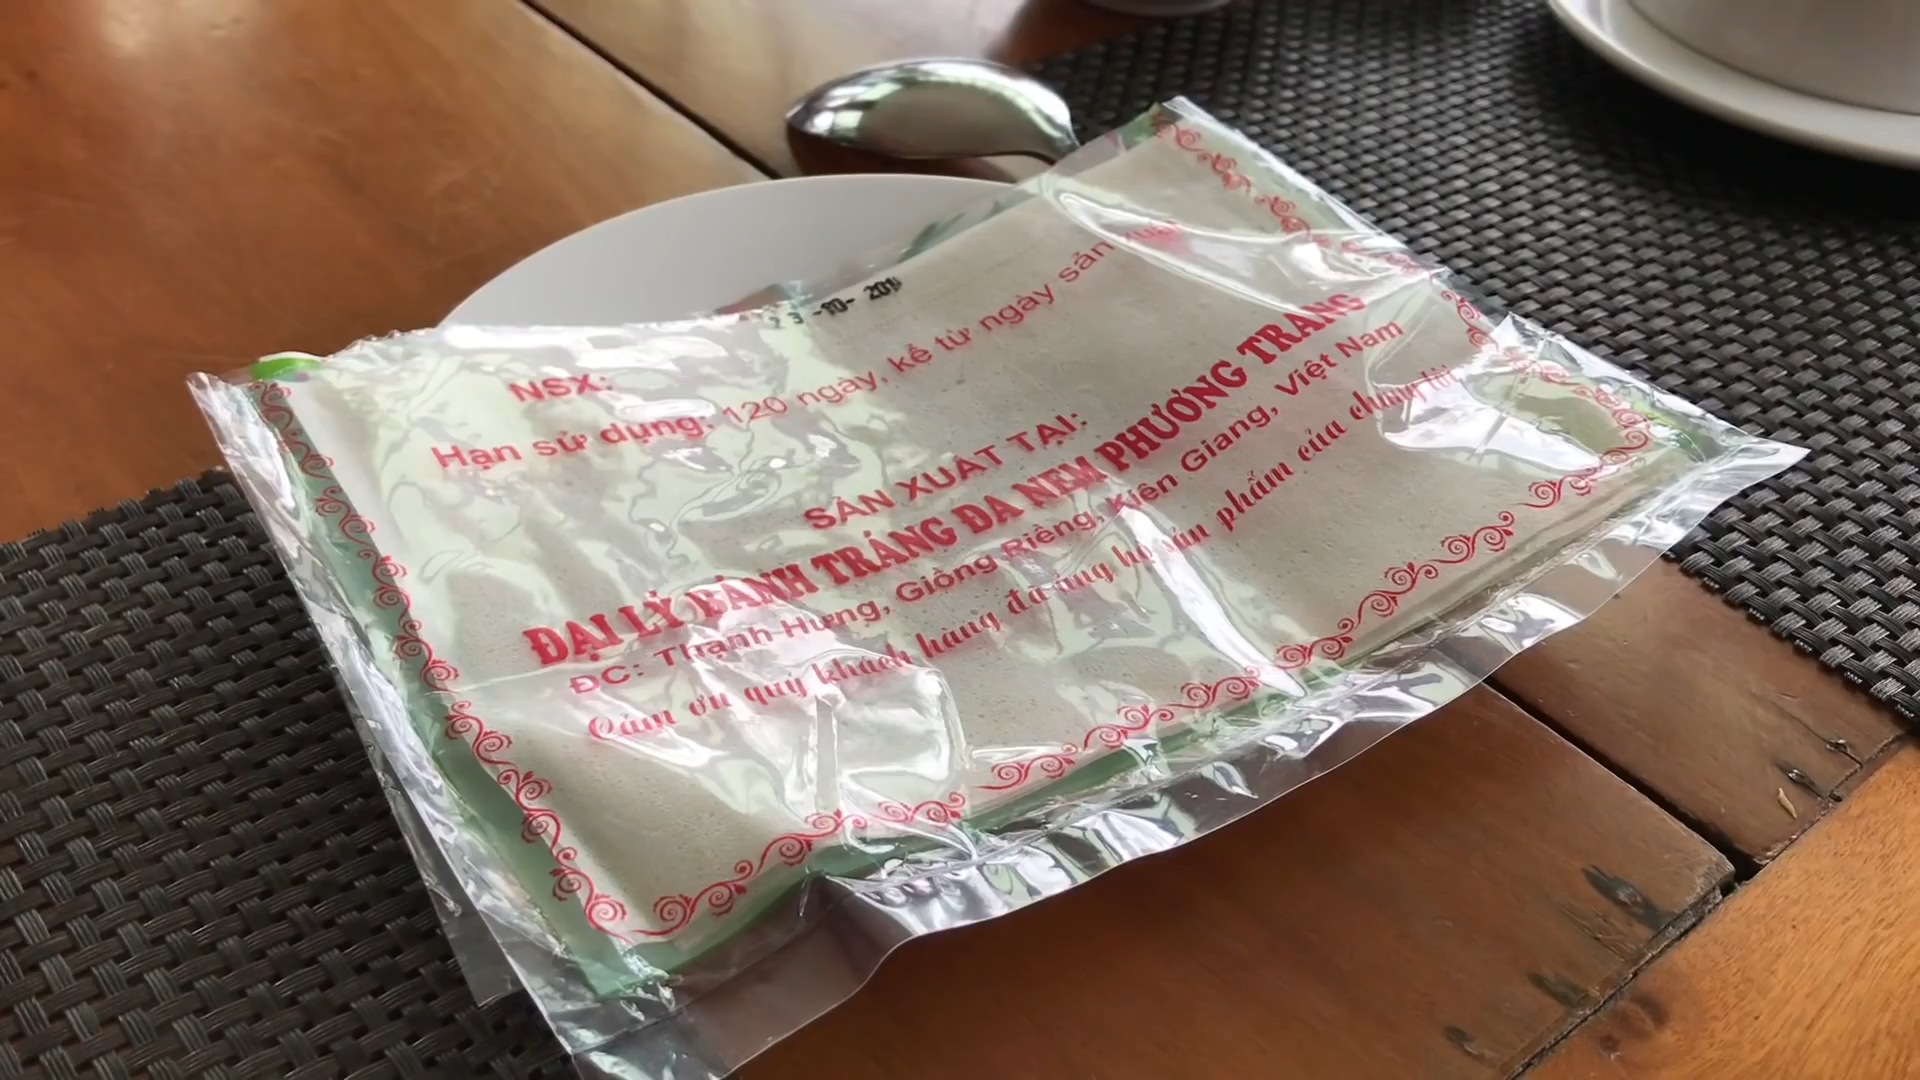 NSX:
Hạn sử dụng: 120 ngày, kể từ ngày sản xuất
SẢN XUẤT TẠI:
ĐẠI LÝ BÁNH TRÁNG ĐA NEM PHƯƠNG TRANG
ĐC: Thạnh Hưng, Giồng Riềng, Kiên Giang, Việt Nam
Cảm ơn quý khách hàng đã ủng hộ sản phẩm của chúng tôi